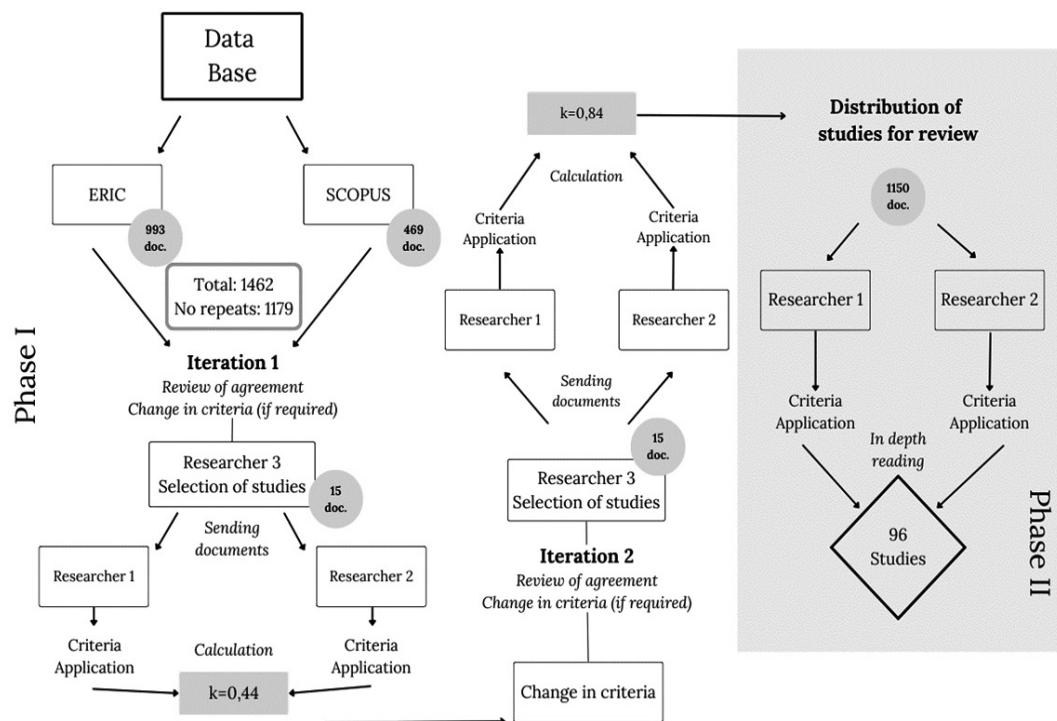 Data
Base
ERIC
993
doc.
SCOPUS
469
doc.
Total: 1462
No repeats: 1179
Phase I
Iteration 1
Review of agreement
Change in criteria (if required)
Researcher 3
Selection of studies
15
doc.
Sending
documents
Researcher 1
Researcher 2
Criteria
Application
Calculation
Criteria
Application
k=0,44
k=0,84
Calculation
Criteria
Application
Criteria
Application
Researcher 1
Researcher 2
Sending
documents
15
doc.
Researcher 3
Selection of studies
Iteration 2
Review of agreement
Change in criteria (if required)
Change in criteria
Distribution of
studies for review
1150
doc.
Researcher 1
Researcher 2
Criteria
Application
Criteria
Application
In depth
reading
96
Studies
Phase II